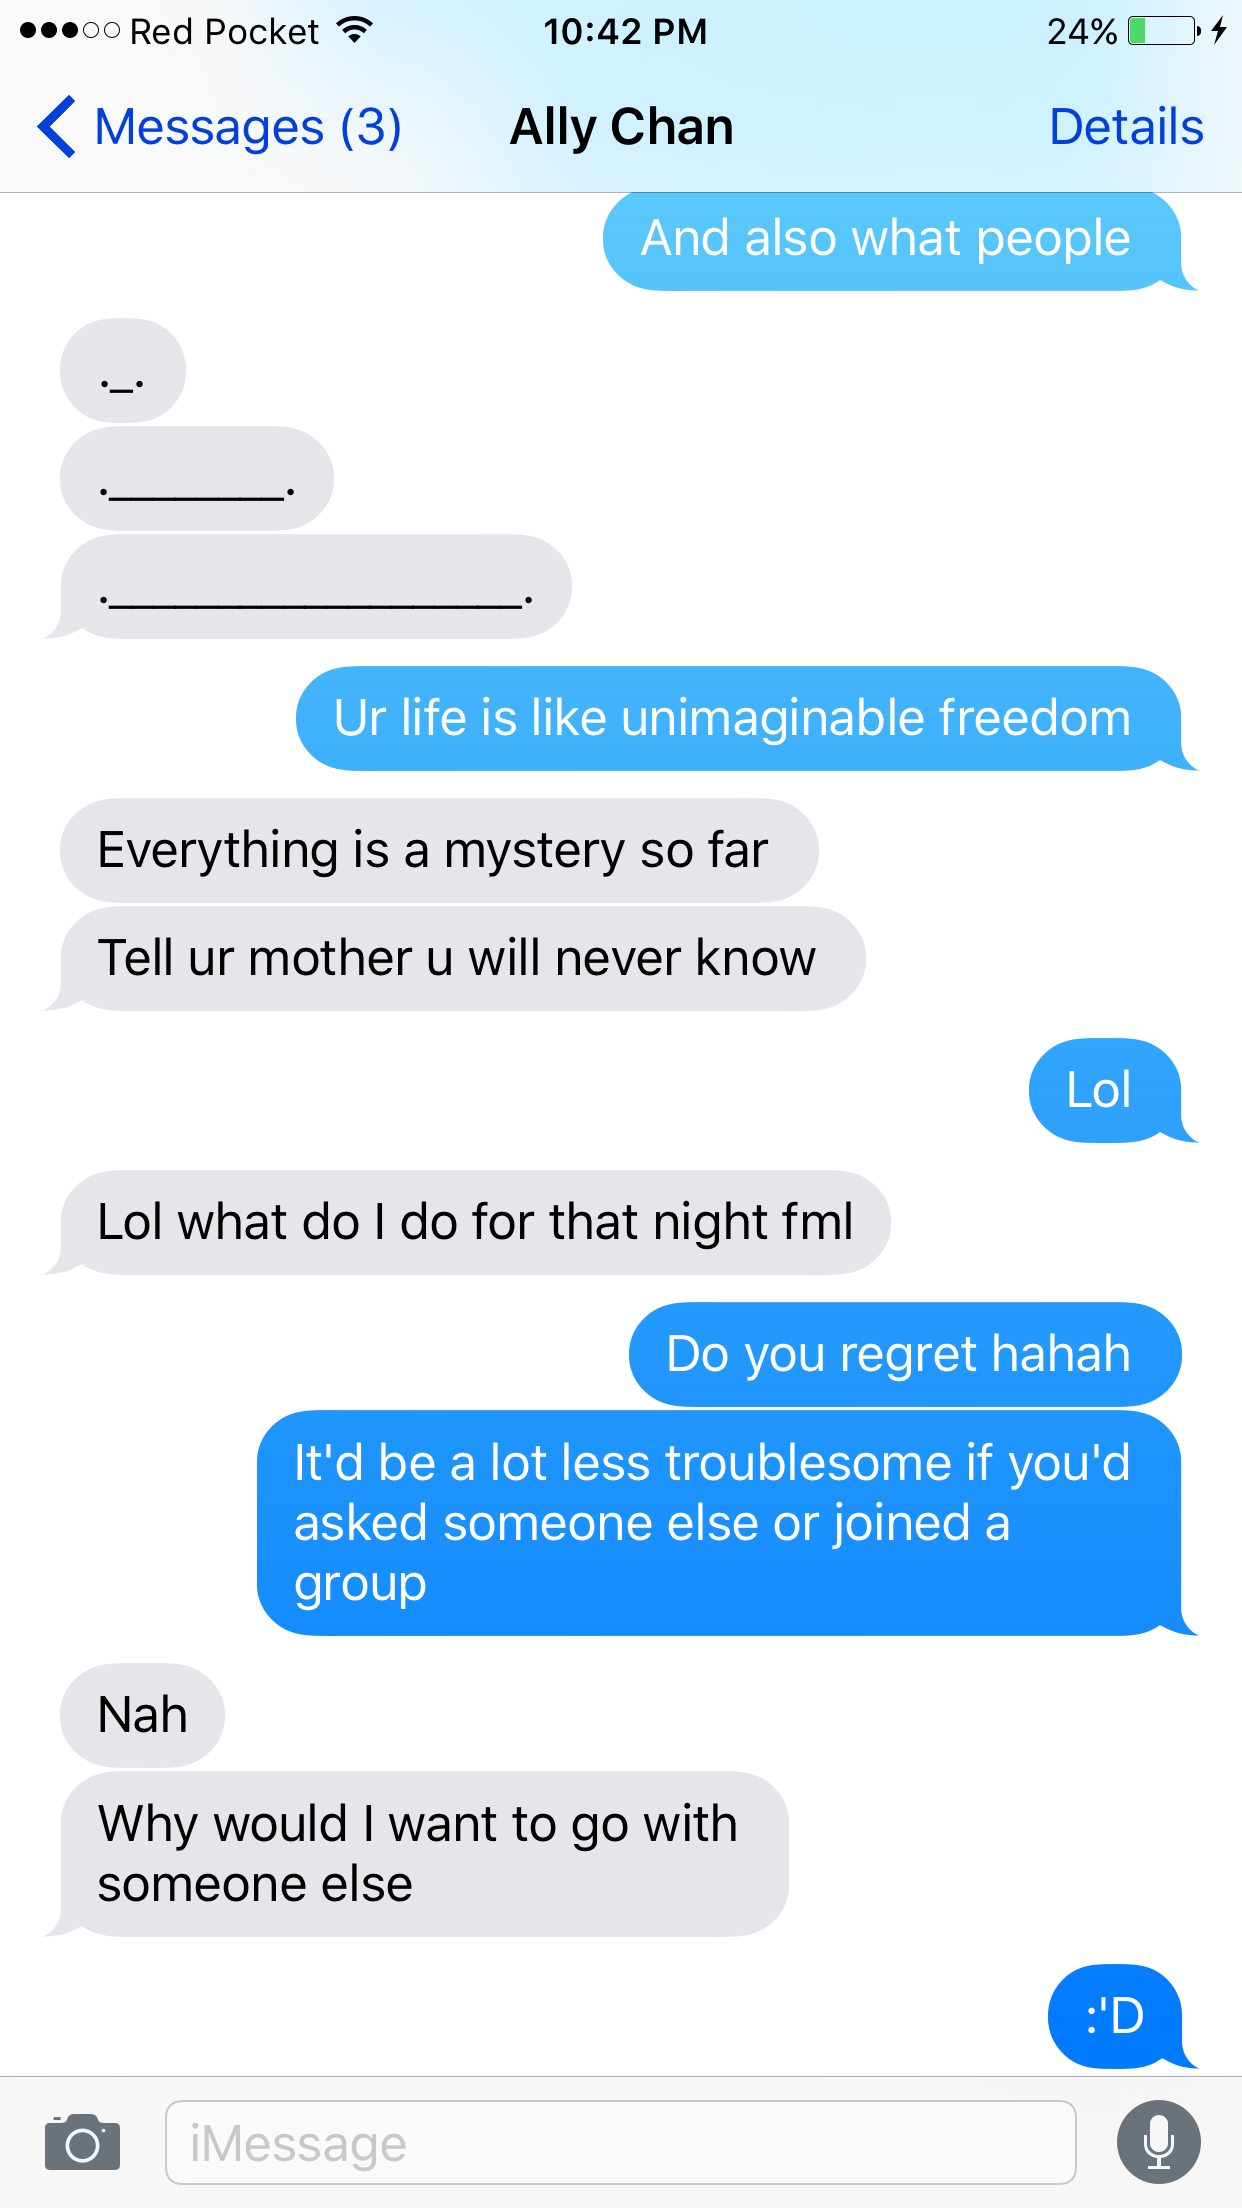 Red Pocket 10:42 PM 24%
Messages (3) Ally Chan Details
And also what people
._.
.________.
.___________________.
Ur life is like unimaginable freedom
Everything is a mystery so far
Tell ur mother u will never know
Lol
Lol what do I do for that night fml
Do you regret hahah
It'd be a lot less troublesome if you'd
asked someone else or joined a
group
Nah
Why would I want to go with
someone else
:'D
iMessage